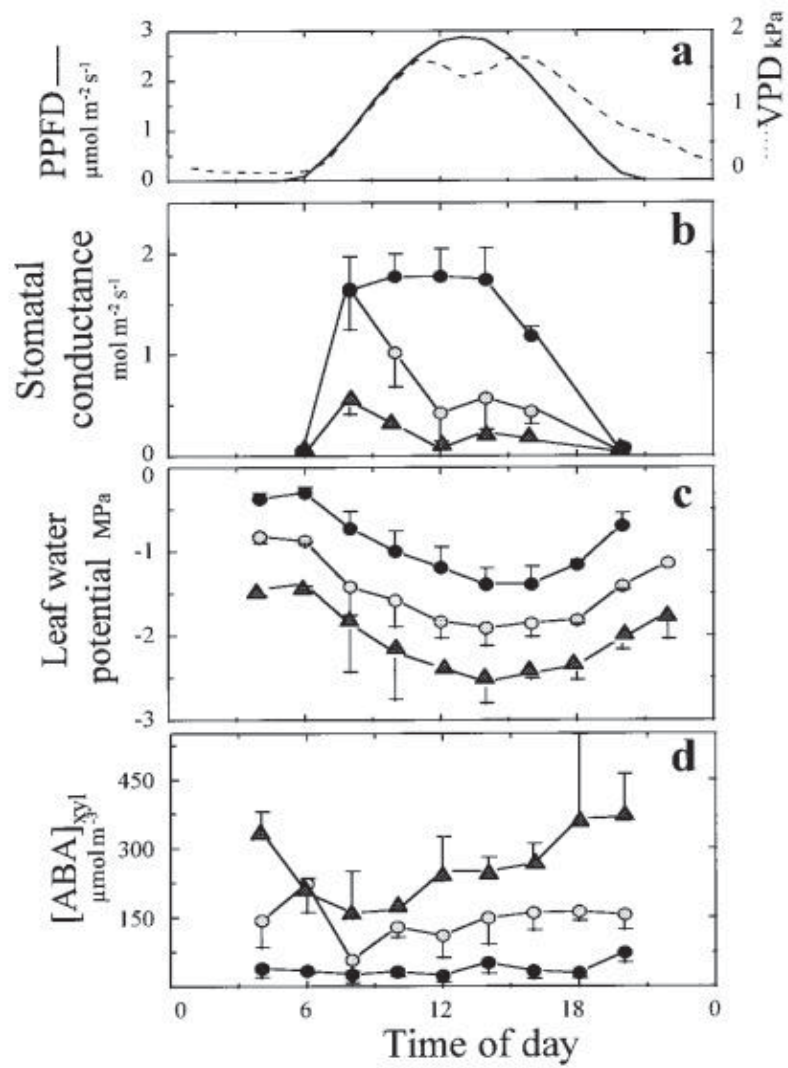 a
PPFD —
μmol m⁻² s⁻¹
3
2
1
0
2
1
0
VPD kPa
b
Stomatal
conductance
mol m⁻² s⁻¹
2
1
0
c
Leaf water
potential MPa
0
-1
-2
-3
d
[ABA]xyl
μmol m⁻³
450
300
150
0
6
12
18
0
Time of day